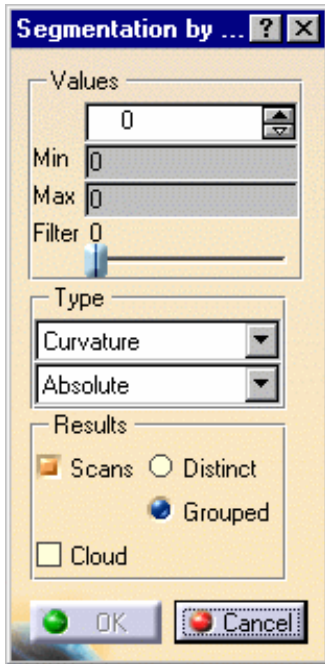 Segmentation by ... ? X
Values
0
Min 0
Max 0
Filter 0
Type
Curvature
Absolute
Results
Scans Distinct
Grouped
Cloud
OK Cancel